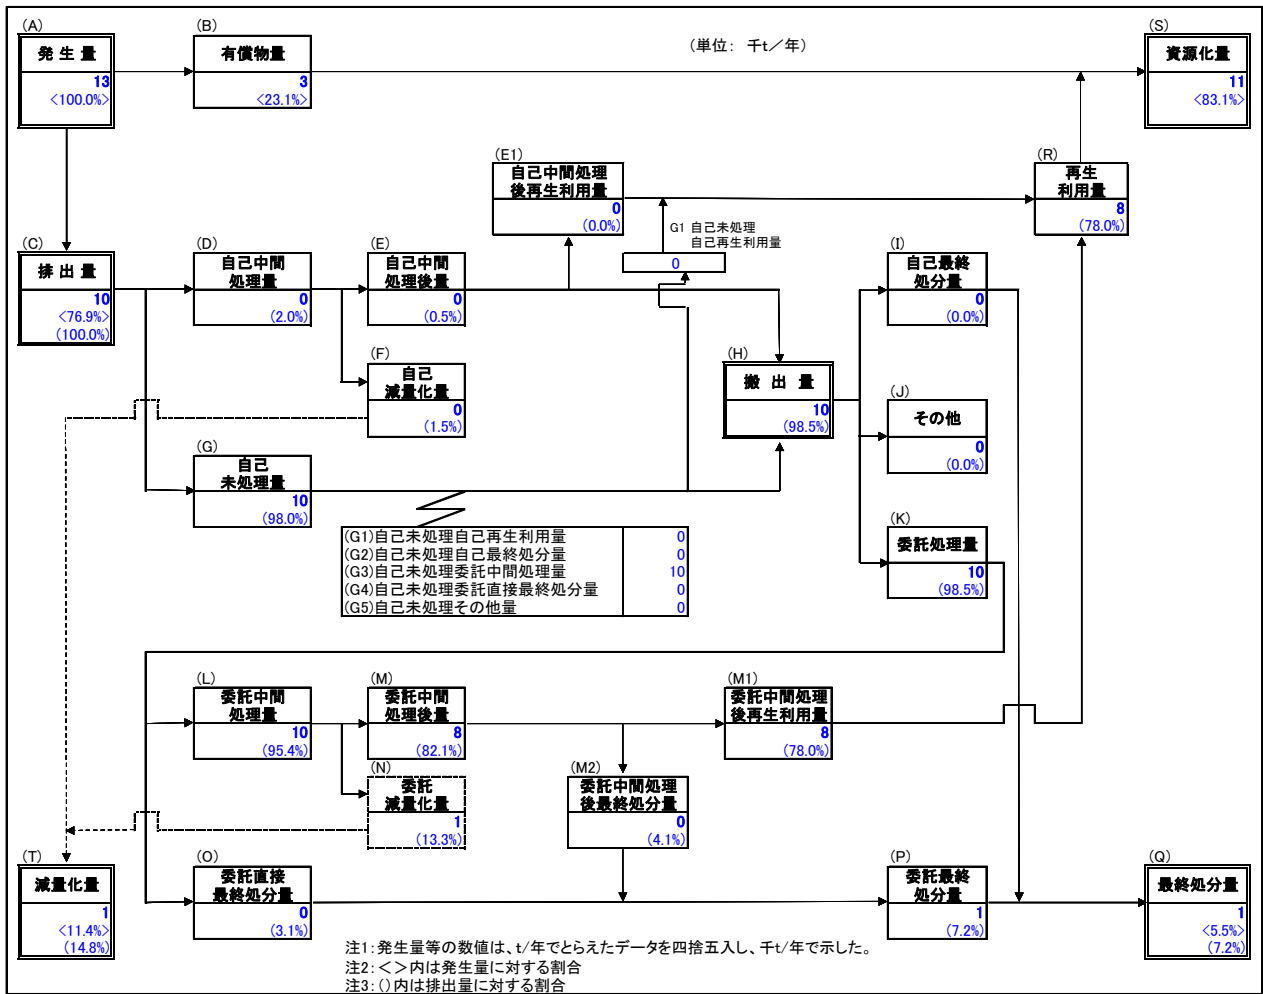 (A)
発 生 量
13
<100.0%>
(B)
有償物量
3
<23.1%>
(単位: 千t／年)
(S)
資源化量
11
<83.1%>
(E1)
自己中間処理
後再生利用量
0
(0.0%)
G1 自己未処理
自己再生利用量
0
(R)
再生
利用量
8
(78.0%)
(C)
排 出 量
10
<76.9%>
(100.0%)
(D)
自己中間
処理量
0
(2.0%)
(E)
自己中間
処理後量
0
(0.5%)
(I)
自己最終
処分量
0
(0.0%)
(F)
自己
減量化量
0
(1.5%)
(H)
搬 出 量
10
(98.5%)
(J)
その他
0
(0.0%)
(G)
自己
未処理量
10
(98.0%)
(G1)自己未処理自己再生利用量 0
(G2)自己未処理自己最終処分量 0
(G3)自己未処理委託中間処理量 10
(G4)自己未処理委託直接最終処分量 0
(G5)自己未処理その他量 0
(K)
委託処理量
10
(98.5%)
(L)
委託中間
処理量
10
(95.4%)
(M)
委託中間
処理後量
8
(82.1%)
(M1)
委託中間処理
後再生利用量
8
(78.0%)
(N)
委託
減量化量
1
(13.3%)
(M2)
委託中間処理
後最終処分量
0
(4.1%)
(T)
減量化量
1
<11.4%>
(14.8%)
(O)
委託直接
最終処分量
0
(3.1%)
(P)
委託最終
処分量
1
(7.2%)
(Q)
最終処分量
1
<5.5%>
(7.2%)
注1:発生量等の数値は、t/年でとらえたデータを四捨五入し、千t/年で示した。
注2:<>内は発生量に対する割合
注3:()内は排出量に対する割合